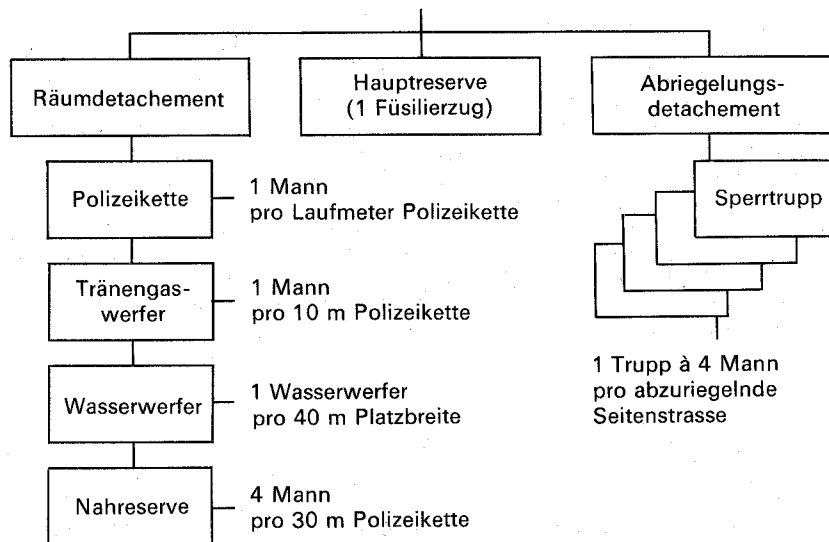 Räumdetachement
Hauptreserve
(1 Füsilierzug)
Abriegelungs-
detachement
Polizeikette
1 Mann
pro Laufmeter Polizeikette
Sperrtrupp
Tränengas-
werfer
1 Mann
pro 10 m Polizeikette
Wasserwerfer
1 Wasserwerfer
pro 40 m Platzbreite
1 Trupp à 4 Mann
pro abzuriegelnde
Seitenstrasse
Nahreserve
4 Mann
pro 30 m Polizeikette